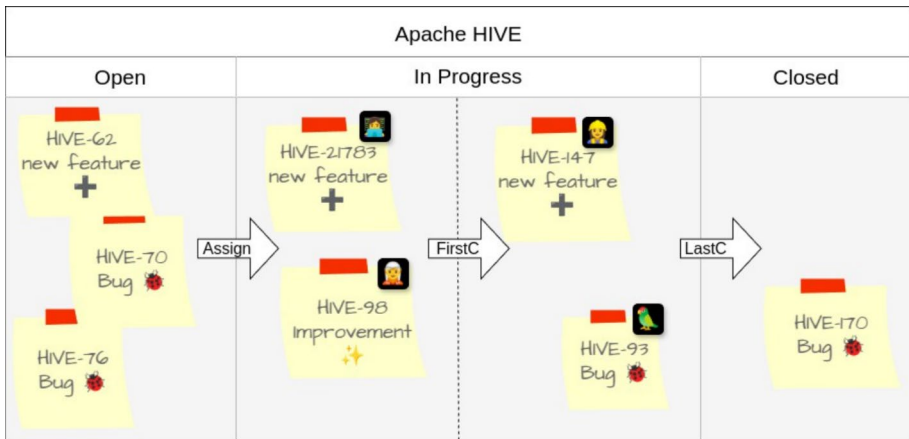 Apache HIVE
Open
In Progress
Closed
HIVE-62
new feature
HIVE-70
Bug
HIVE-76
Bug
Assign
HIVE-21783
new feature
HIVE-98
Improvement
FirstC
HIVE-147
new feature
HIVE-93
Bug
LastC
HIVE-170
Bug